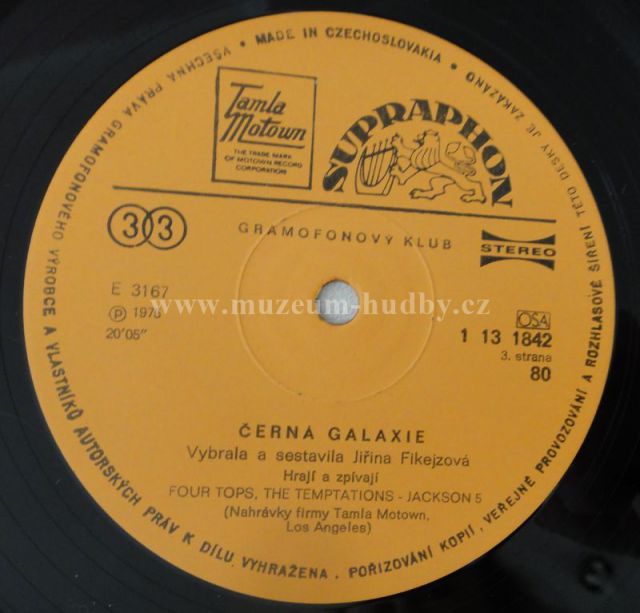 VŠECHNA PRÁVA GRAMOFONOVÉHO VÝROBCE A VLASTNÍKŮ AUTORSKÝCH PRÁV K DÍLU VYHRAŽENA. POŘIZOVÁNÍ KOPIÍ, VEŘEJNÉ PROVOZOVÁNÍ A ROZHLASOVÉ ŠÍŘENÍ TÉTO DESKY JE ZAKÁZÁNO • MADE IN CZECHOSLOVAKIA •
Tamla
Motown
THE TRADE MARK
OF MOTOWN RECORD
CORPORATION
SUPRAPHON
33
GRAMOFONOVÝ KLUB
STEREO
E 3167
Ⓟ 1975
20'05"
www.muzeum-hudby.cz
OSA
1 13 1842
3. strana
80
ČERNÁ GALAXIE
Vybrala a sestavila Jiřina Fikejzová
Hrají a zpívají
FOUR TOPS, THE TEMPTATIONS - JACKSON 5
(Nahrávky firmy Tamla Motown,
Los Angeles)